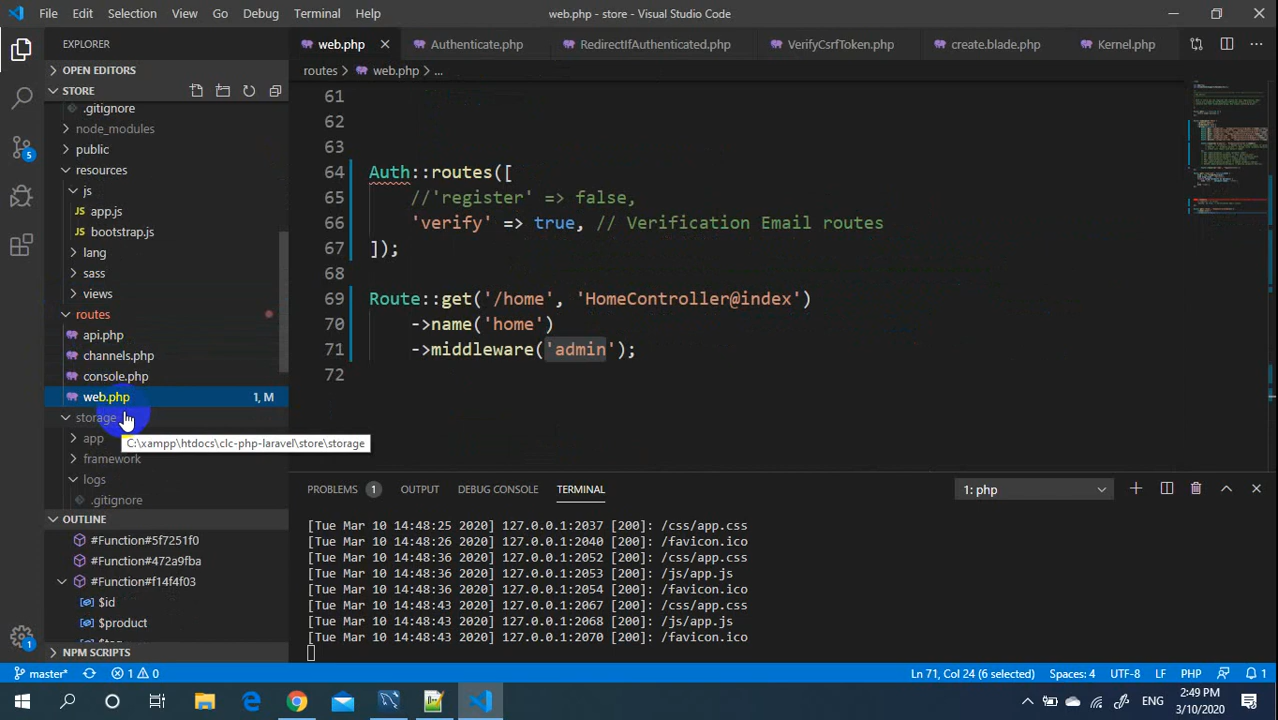 File Edit Selection View Go Debug Terminal Help
web.php - store - Visual Studio Code
EXPLORER
web.php
Authenticate.php
RedirectIfAuthenticated.php
VerifyCsrfToken.php
create.blade.php
Kernel.php
OPEN EDITORS
STORE
routes > web.php > ...
.gitignore
node_modules
public
resources
js
JS app.js
JS bootstrap.js
lang
sass
views
routes
api.php
channels.php
console.php
web.php 1, M
storage
C:\xampp\htdocs\clc-php-laravel\store\storage
app
framework
logs
.gitignore
OUTLINE
#Function#5f7251f0
#Function#472a9fba
#Function#f14f4f03
$id
$product
NPM SCRIPTS
61
62
63
64 Auth::routes([
65 //'register' => false,
66 'verify' => true, // Verification Email routes
67 ]);
68
69 Route::get('/home', 'HomeController@index')
70 ->name('home')
71 ->middleware('admin');
72
PROBLEMS 1 OUTPUT DEBUG CONSOLE TERMINAL
1: php
[Tue Mar 10 14:48:25 2020] 127.0.0.1:2037 [200]: /css/app.css
[Tue Mar 10 14:48:26 2020] 127.0.0.1:2040 [200]: /favicon.ico
[Tue Mar 10 14:48:36 2020] 127.0.0.1:2052 [200]: /css/app.css
[Tue Mar 10 14:48:36 2020] 127.0.0.1:2053 [200]: /js/app.js
[Tue Mar 10 14:48:36 2020] 127.0.0.1:2054 [200]: /favicon.ico
[Tue Mar 10 14:48:43 2020] 127.0.0.1:2067 [200]: /css/app.css
[Tue Mar 10 14:48:43 2020] 127.0.0.1:2068 [200]: /js/app.js
[Tue Mar 10 14:48:43 2020] 127.0.0.1:2070 [200]: /favicon.ico
5
1
master* 1 0
Ln 71, Col 24 (6 selected) Spaces: 4 UTF-8 LF PHP 1
ENG
2:49 PM
3/10/2020